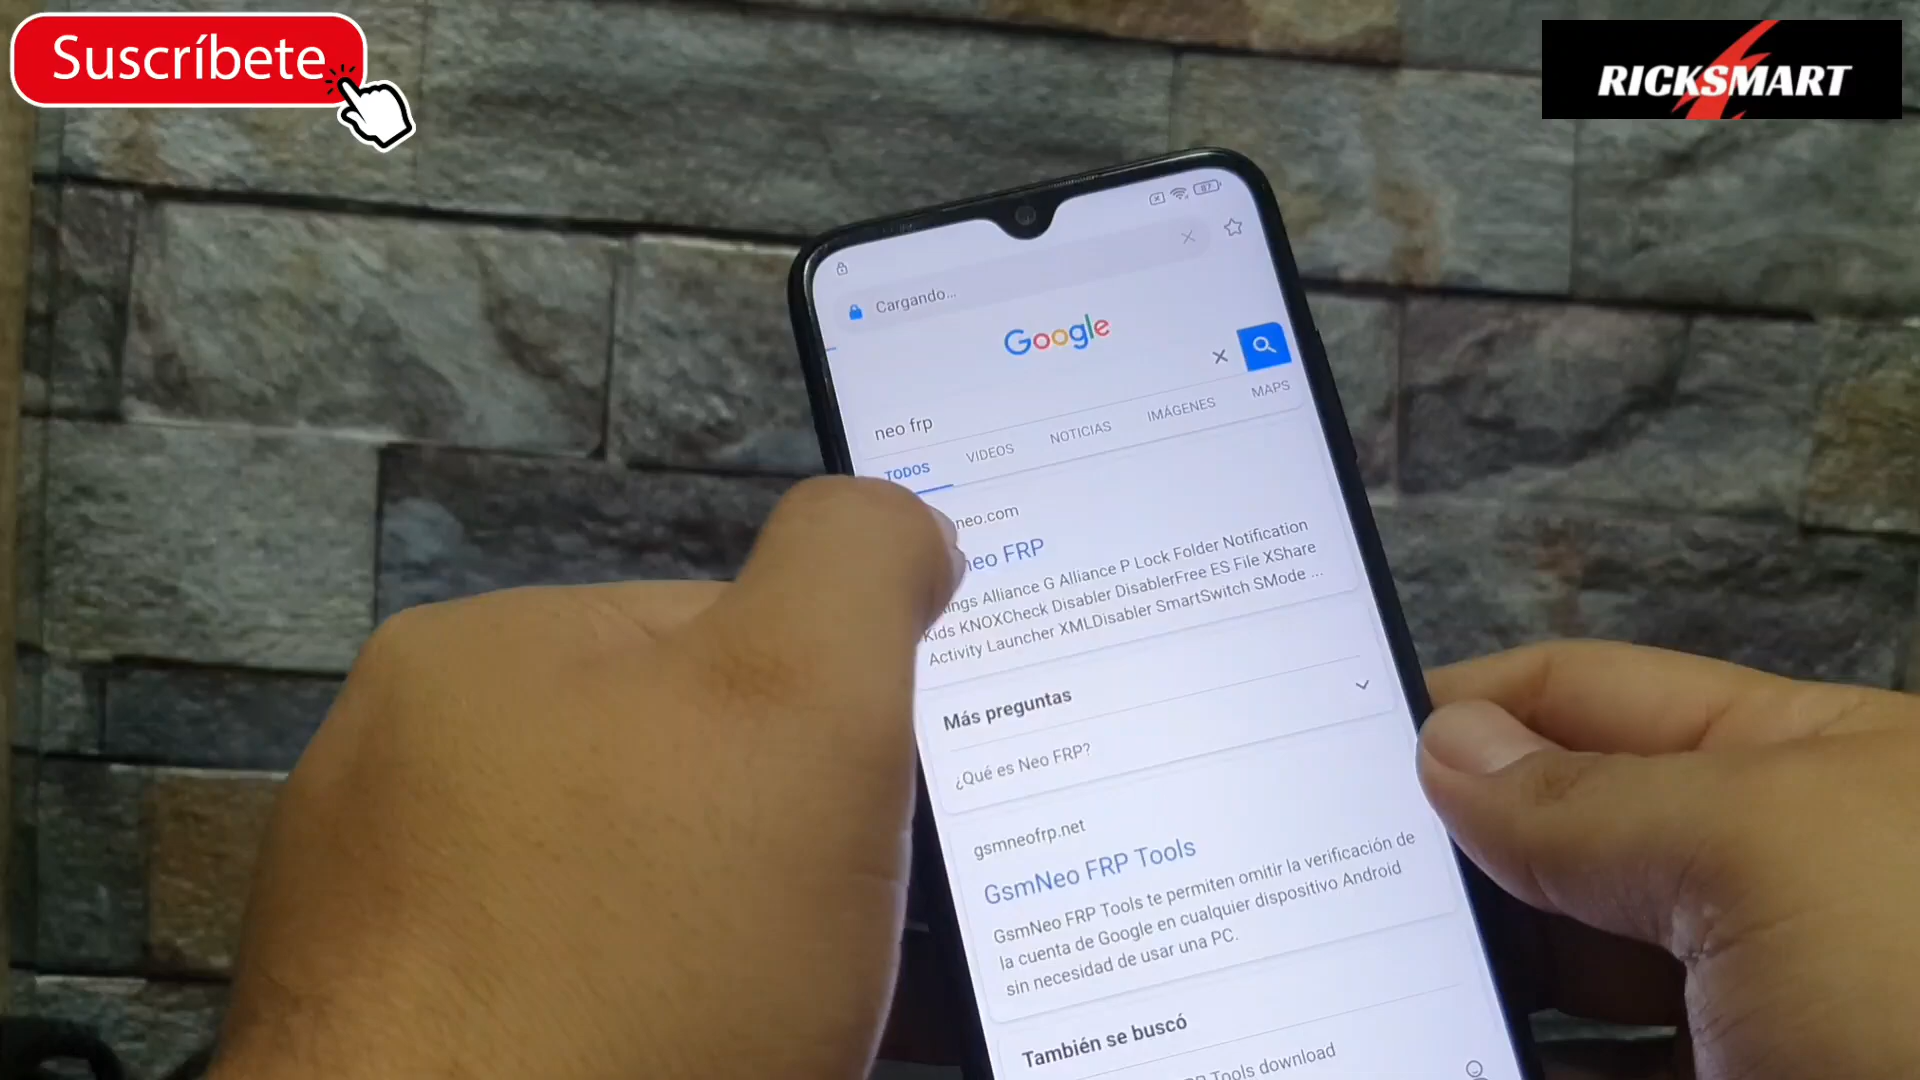 Suscríbete
RICKSMART
87
Cargando...
Google
neo frp
TODOS VIDEOS NOTICIAS IMÁGENES MAPS
neo.com
neo FRP
Alliance G Alliance P Lock Folder Notification
Kids KNOXCheck Disabler DisablerFree ES File XShare
Activity Launcher XMLDisabler SmartSwitch SMode ...
Más preguntas
¿Qué es Neo FRP?
gsmneofrp.net
GsmNeo FRP Tools
GsmNeo FRP Tools te permiten omitir la verificación de
la cuenta de Google en cualquier dispositivo Android
sin necesidad de usar una PC.
También se buscó
Tools download